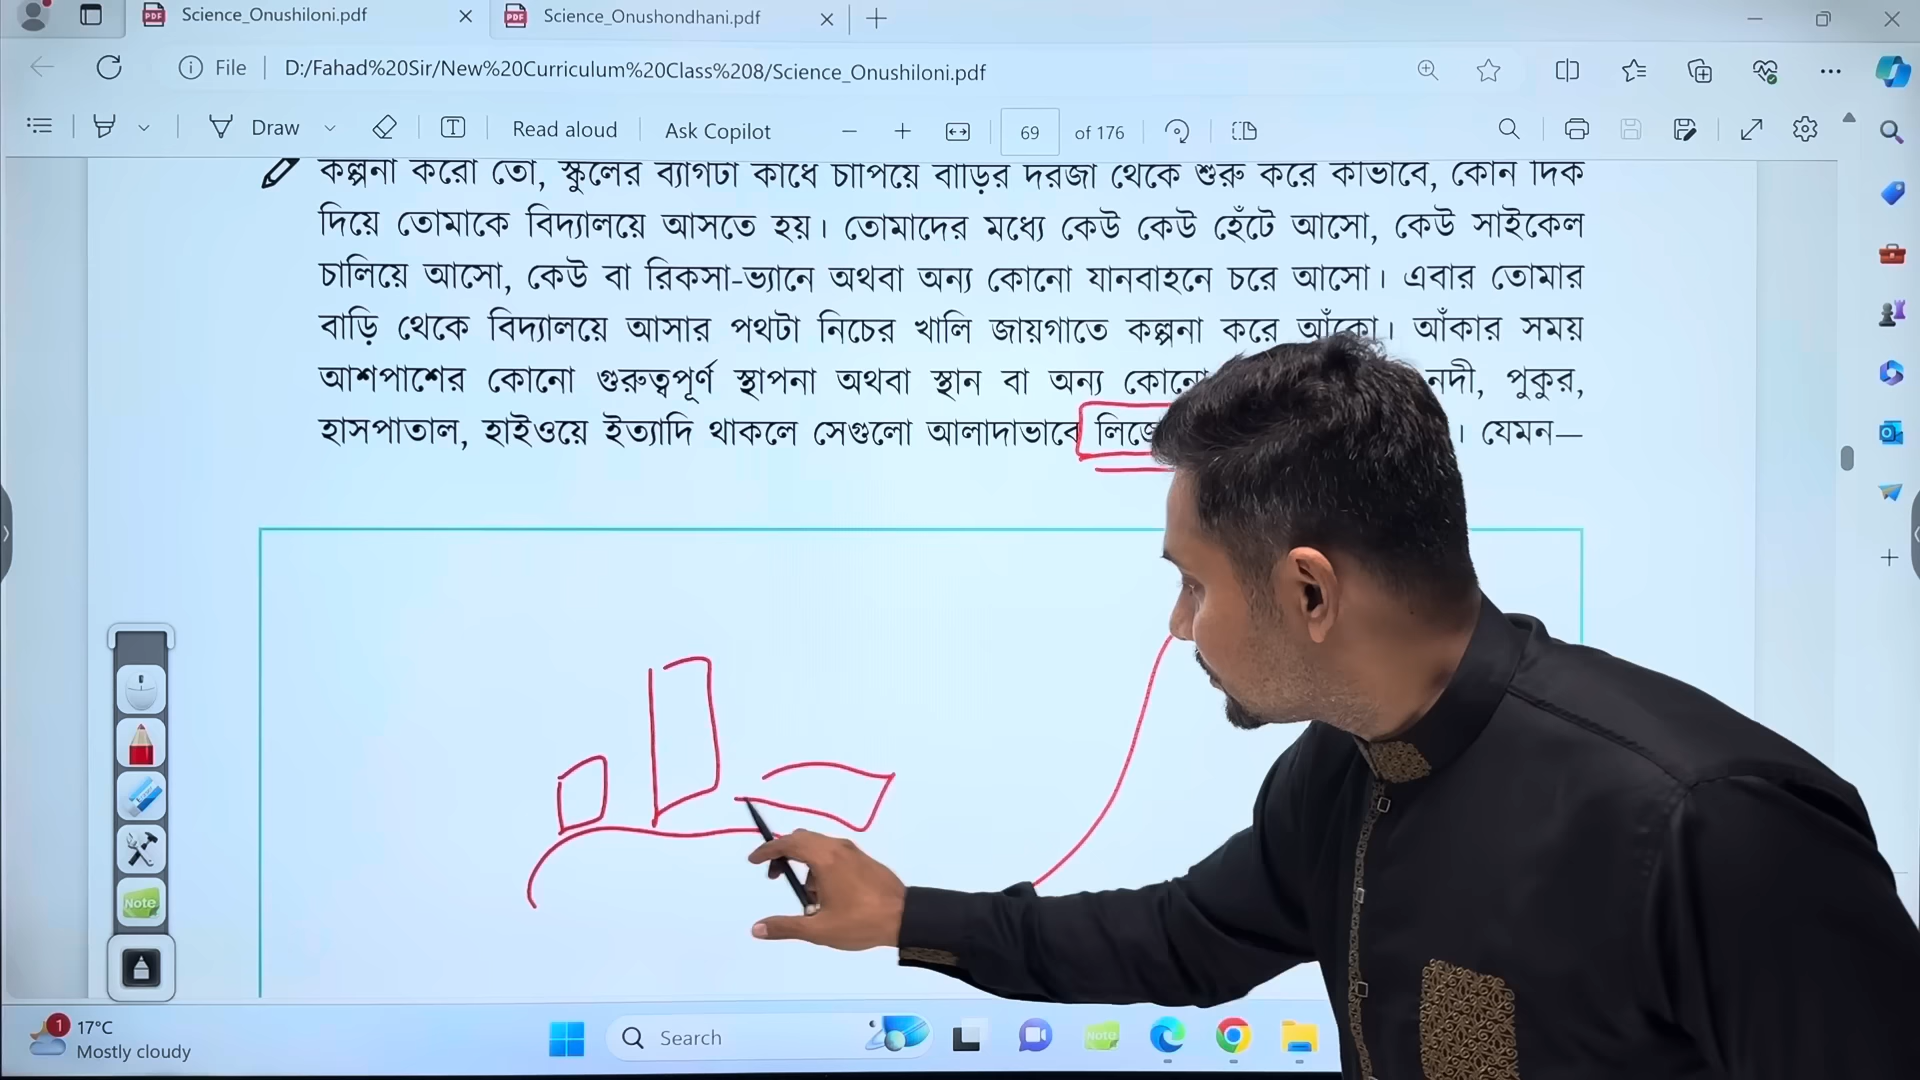 Science_Onushiloni.pdf
Science_Onushondhani.pdf
File
D:/Fahad%20Sir/New%20Curriculum%20Class%208/Science_Onushiloni.pdf
Draw
Read aloud
Ask Copilot
69
of 176
কল্পনা করো তো, স্কুলের ব্যাগটা কাঁধে চাপিয়ে বাড়ির দরজা থেকে শুরু করে কীভাবে, কোন দিক
দিয়ে তোমাকে বিদ্যালয়ে আসতে হয়। তোমাদের মধ্যে কেউ কেউ হেঁটে আসো, কেউ সাইকেল
চালিয়ে আসো, কেউ বা রিকসা-ভ্যানে অথবা অন্য কোনো যানবাহনে চরে আসো। এবার তোমার
বাড়ি থেকে বিদ্যালয়ে আসার পথটা নিচের খালি জায়গাতে কল্পনা করে আঁকো। আঁকার সময়
আশপাশের কোনো গুরুত্বপূর্ণ স্থাপনা অথবা স্থান বা অন্য কোনো নদী, পুকুর,
হাসপাতাল, হাইওয়ে ইত্যাদি থাকলে সেগুলো আলাদাভাবে । যেমন—
Note
1
17°C
Mostly cloudy
Search
Note